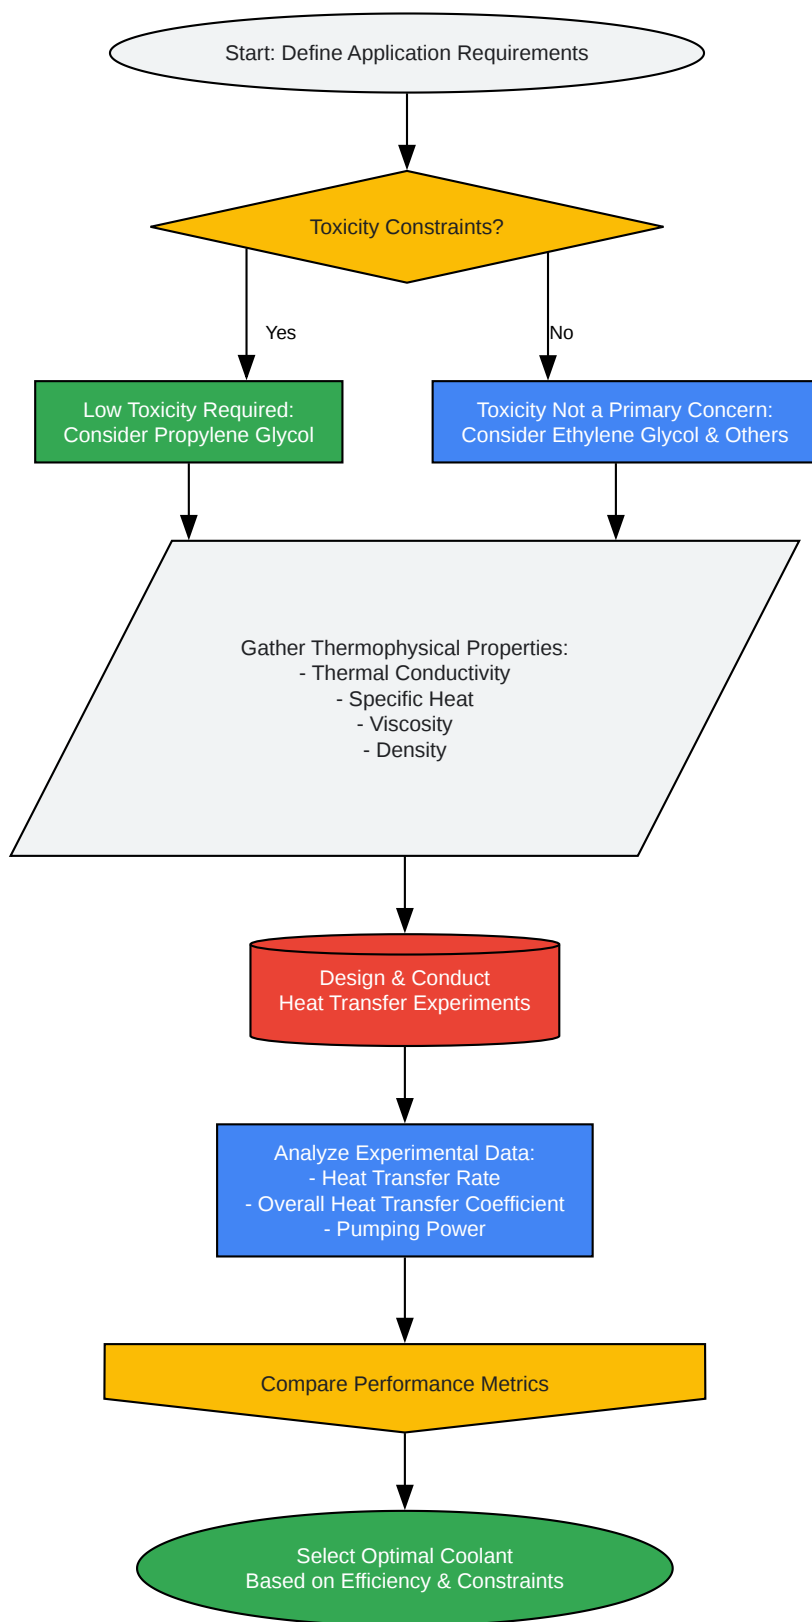 Start: Define Application Requirements
Toxicity Constraints?
Yes
No
Low Toxicity Required:
Consider Propylene Glycol
Toxicity Not a Primary Concern:
Consider Ethylene Glycol & Others
Gather Thermophysical Properties:
- Thermal Conductivity
- Specific Heat
- Viscosity
- Density
Design & Conduct
Heat Transfer Experiments
Analyze Experimental Data:
- Heat Transfer Rate
- Overall Heat Transfer Coefficient
- Pumping Power
Compare Performance Metrics
Select Optimal Coolant
Based on Efficiency & Constraints